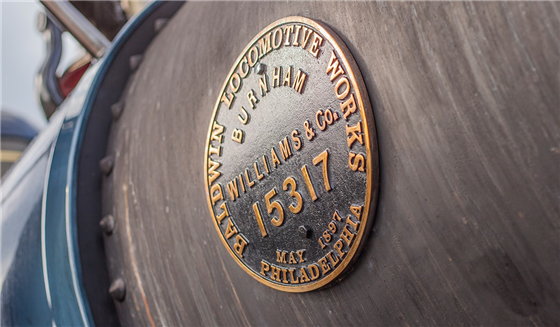 BALDWIN LOCOMOTIVE WORKS
BURNHAM
WILLIAMS & Co.
15317
MAY 1897
PHILADELPHIA